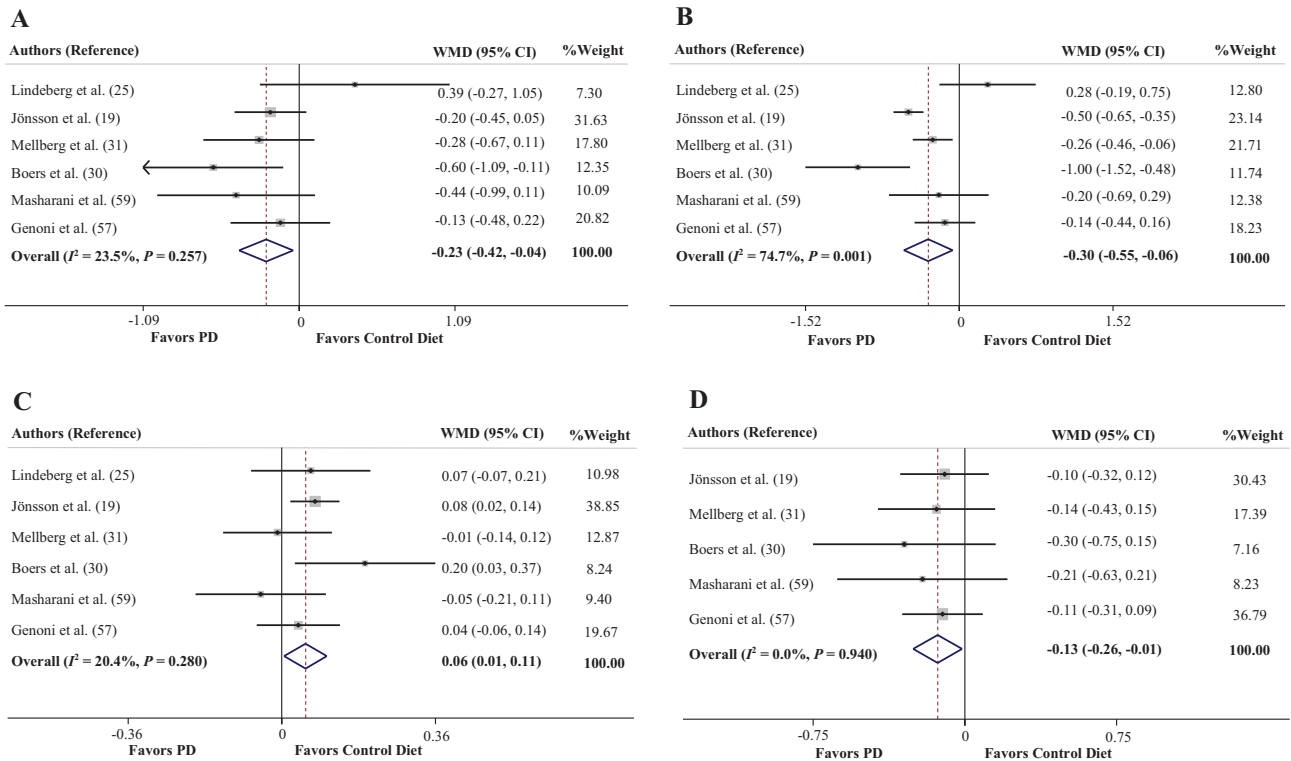 A
Authors (Reference) WMD (95% CI) %Weight
Lindeberg et al. (25) 0.39 (-0.27, 1.05) 7.30
Jönsson et al. (19) -0.20 (-0.45, 0.05) 31.63
Mellberg et al. (31) -0.28 (-0.67, 0.11) 17.80
Boers et al. (30) -0.60 (-1.09, -0.11) 12.35
Masharani et al. (59) -0.44 (-0.99, 0.11) 10.09
Genoni et al. (57) -0.13 (-0.48, 0.22) 20.82
Overall (I² = 23.5%, P = 0.257) -0.23 (-0.42, -0.04) 100.00
-1.09 0 1.09
Favors PD Favors Control Diet
B
Authors (Reference) WMD (95% CI) %Weight
Lindeberg et al. (25) 0.28 (-0.19, 0.75) 12.80
Jönsson et al. (19) -0.50 (-0.65, -0.35) 23.14
Mellberg et al. (31) -0.26 (-0.46, -0.06) 21.71
Boers et al. (30) -1.00 (-1.52, -0.48) 11.74
Masharani et al. (59) -0.20 (-0.69, 0.29) 12.38
Genoni et al. (57) -0.14 (-0.44, 0.16) 18.23
Overall (I² = 74.7%, P = 0.001) -0.30 (-0.55, -0.06) 100.00
-1.52 0 1.52
Favors PD Favors Control Diet
C
Authors (Reference) WMD (95% CI) %Weight
Lindeberg et al. (25) 0.07 (-0.07, 0.21) 10.98
Jönsson et al. (19) 0.08 (0.02, 0.14) 38.85
Mellberg et al. (31) -0.01 (-0.14, 0.12) 12.87
Boers et al. (30) 0.20 (0.03, 0.37) 8.24
Masharani et al. (59) -0.05 (-0.21, 0.11) 9.40
Genoni et al. (57) 0.04 (-0.06, 0.14) 19.67
Overall (I² = 20.4%, P = 0.280) 0.06 (0.01, 0.11) 100.00
-0.36 0 0.36
Favors PD Favors Control Diet
D
Authors (Reference) WMD (95% CI) %Weight
Jönsson et al. (19) -0.10 (-0.32, 0.12) 30.43
Mellberg et al. (31) -0.14 (-0.43, 0.15) 17.39
Boers et al. (30) -0.30 (-0.75, 0.15) 7.16
Masharani et al. (59) -0.21 (-0.63, 0.21) 8.23
Genoni et al. (57) -0.11 (-0.31, 0.09) 36.79
Overall (I² = 0.0%, P = 0.940) -0.13 (-0.26, -0.01) 100.00
-0.75 0 0.75
Favors PD Favors Control Diet